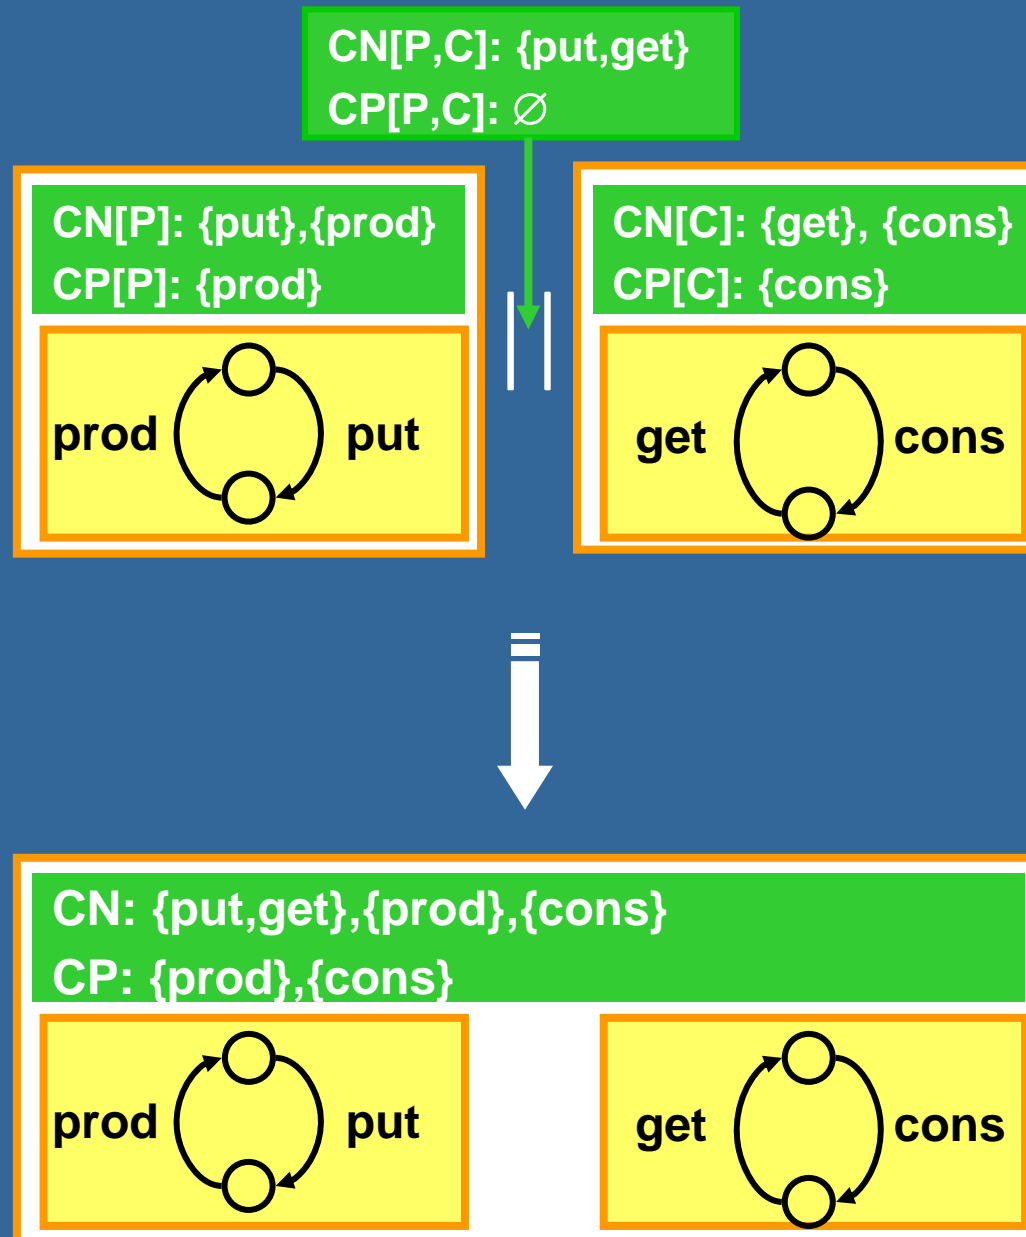 CN[P,C]: {put,get}
CP[P,C]: ∅
CN[P]: {put},{prod}
CP[P]: {prod}
CN[C]: {get}, {cons}
CP[C]: {cons}
prod put
get cons
CN: {put,get},{prod},{cons}
CP: {prod},{cons}
prod put
get cons